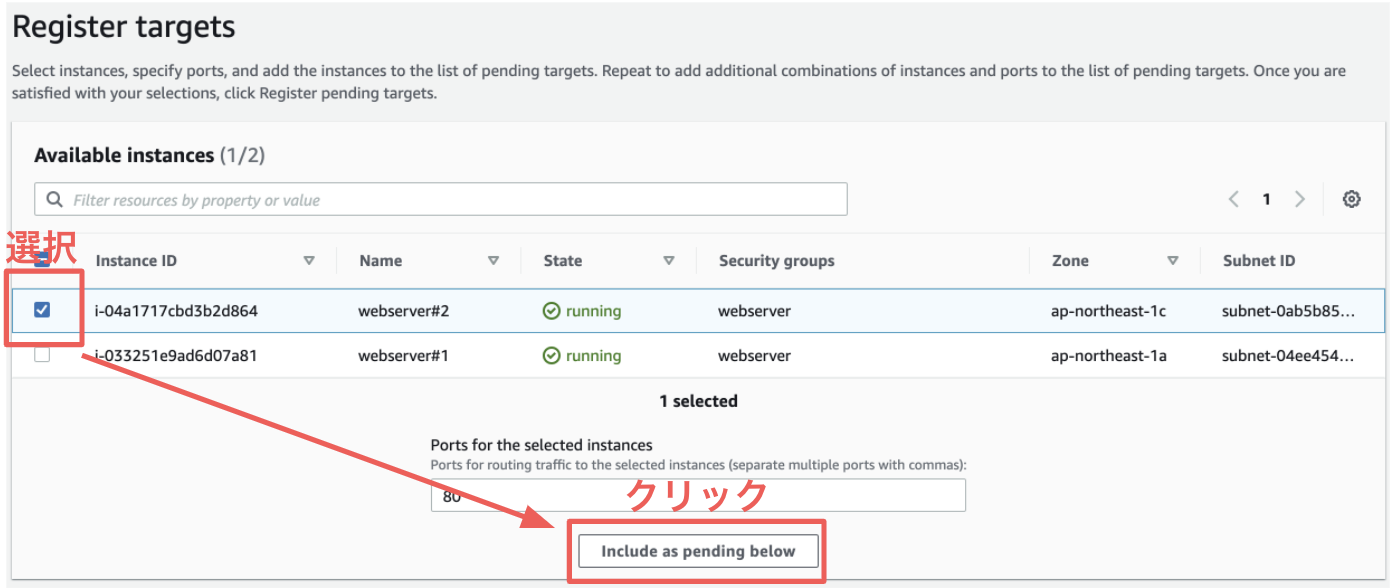 Register targets
Select instances, specify ports, and add the instances to the list of pending targets. Repeat to add additional combinations of instances and ports to the list of pending targets. Once you are
satisfied with your selections, click Register pending targets.
Available instances (1/2)
Filter resources by property or value
1
選択
Instance ID Name State Security groups Zone Subnet ID
i-04a1717cbd3b2d864 webserver#2 running webserver ap-northeast-1c subnet-0ab5b85...
i-033251e9ad6d07a81 webserver#1 running webserver ap-northeast-1a subnet-04ee454...
1 selected
Ports for the selected instances
Ports for routing traffic to the selected instances (separate multiple ports with commas):
80
クリック
Include as pending below